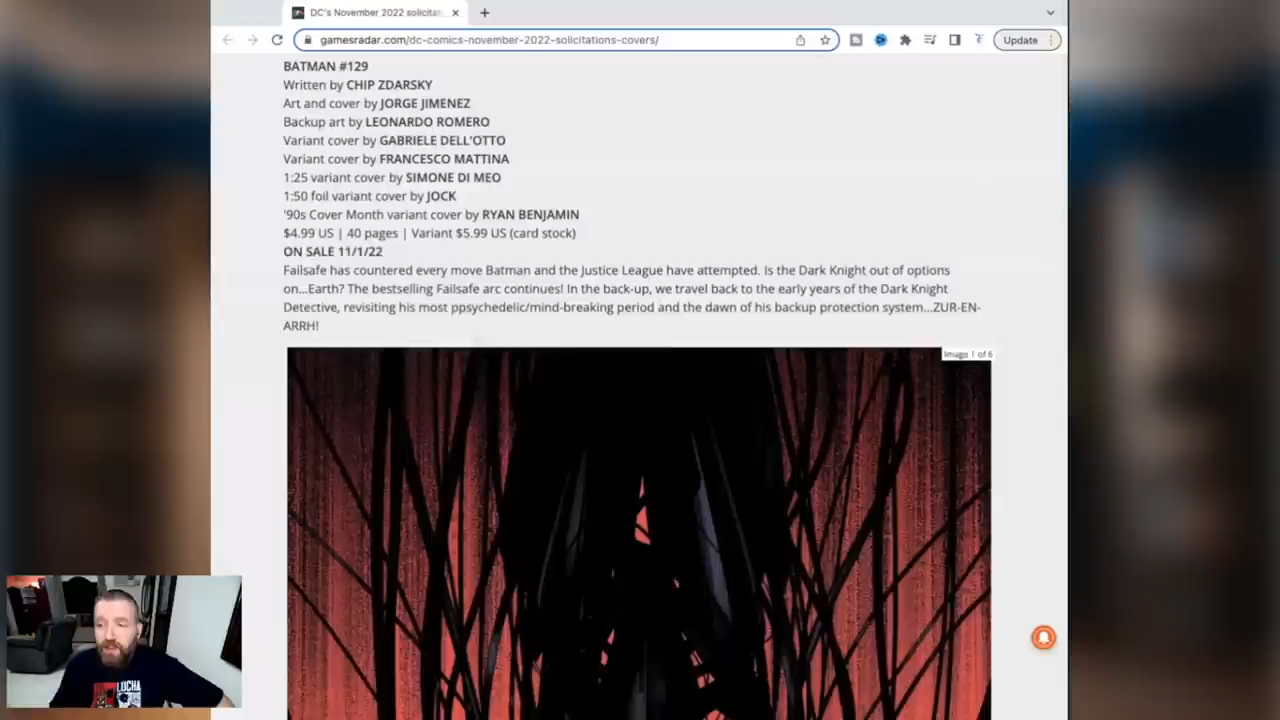 DC's November 2022 solicitat
gamesradar.com/dc-comics-november-2022-solicitations-covers/
Update
BATMAN #129
Written by CHIP ZDARSKY
Art and cover by JORGE JIMENEZ
Backup art by LEONARDO ROMERO
Variant cover by GABRIELE DELL'OTTO
Variant cover by FRANCESCO MATTINA
1:25 variant cover by SIMONE DI MEO
1:50 foil variant cover by JOCK
'90s Cover Month variant cover by RYAN BENJAMIN
$4.99 US | 40 pages | Variant $5.99 US (card stock)
ON SALE 11/1/22
Failsafe has countered every move Batman and the Justice League have attempted. Is the Dark Knight out of options
on...Earth? The bestselling Failsafe arc continues! In the back-up, we travel back to the early years of the Dark Knight
Detective, revisiting his most ppsychedelic/mind-breaking period and the dawn of his backup protection system...ZUR-EN-
ARRH!
Image 1 of 6
LUCHA